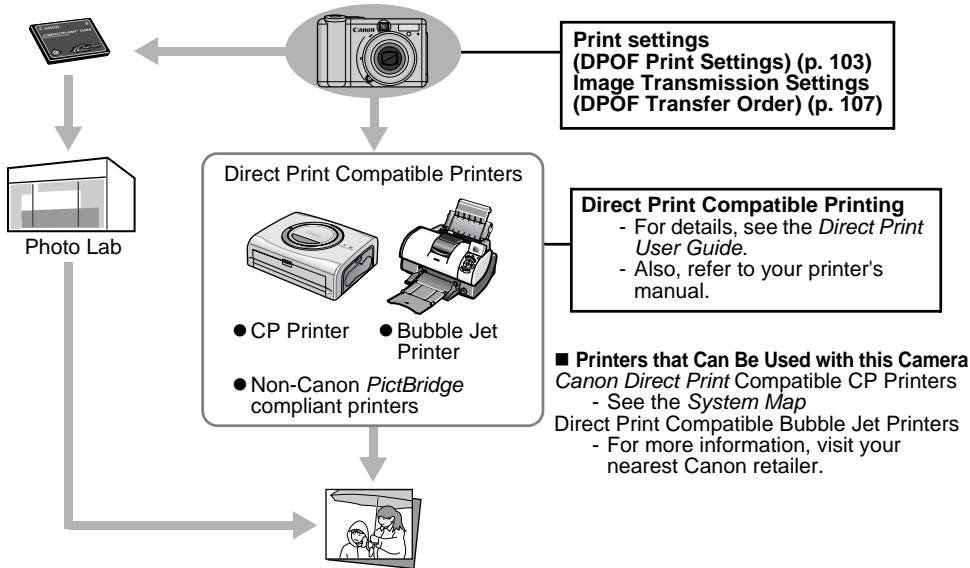 Canon
COMPACTFLASH CARD
Canon
Print settings
(DPOF Print Settings) (p. 103)
Image Transmission Settings
(DPOF Transfer Order) (p. 107)
Photo Lab
Direct Print Compatible Printers
● CP Printer
● Bubble Jet
Printer
● Non-Canon PictBridge
compliant printers
Direct Print Compatible Printing
- For details, see the Direct Print
User Guide.
- Also, refer to your printer's
manual.
■ Printers that Can Be Used with this Camera
Canon Direct Print Compatible CP Printers
- See the System Map
Direct Print Compatible Bubble Jet Printers
- For more information, visit your
nearest Canon retailer.